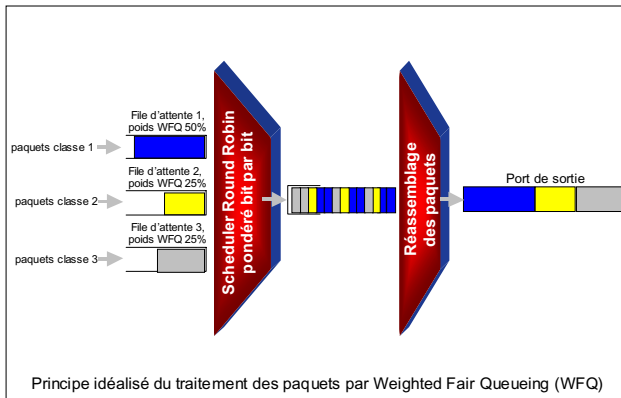 File d'attente 1,
poids WFQ 50%
paquets classe 1
File d'attente 2,
poids WFQ 25%
paquets classe 2
File d'attente 3,
poids WFQ 25%
paquets classe 3
Scheduler Round Robin
pondéré bit par bit
Réassemblage
des paquets
Port de sortie
Principe idéalisé du traitement des paquets par Weighted Fair Queueing (WFQ)